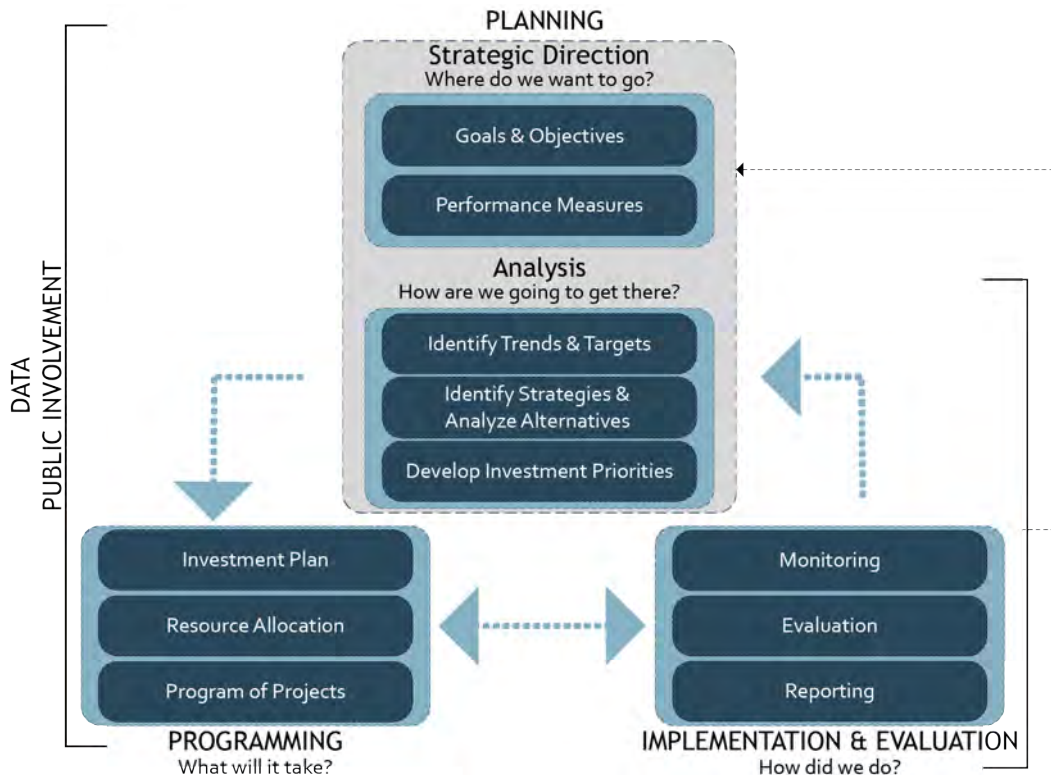 PLANNING
Strategic Direction
Where do we want to go?
Goals & Objectives
Performance Measures
Analysis
How are we going to get there?
Identify Trends & Targets
Identify Strategies &
Analyze Alternatives
Develop Investment Priorities
DATA
PUBLIC INVOLVEMENT
Investment Plan
Resource Allocation
Program of Projects
PROGRAMMING
What will it take?
Monitoring
Evaluation
Reporting
IMPLEMENTATION & EVALUATION
How did we do?